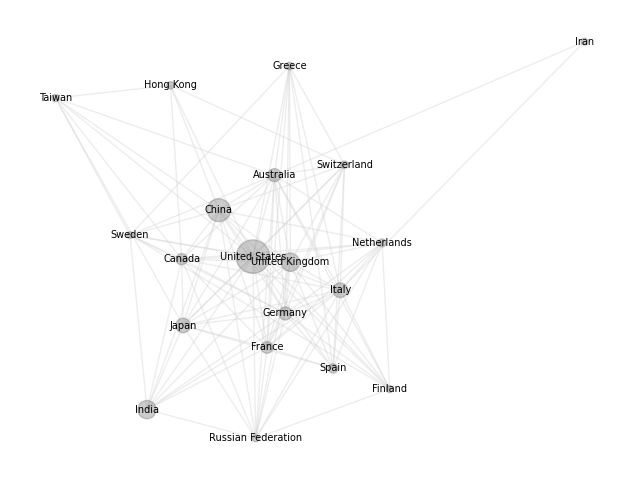 Iran
Greece
Hong Kong
Taiwan
Switzerland
Australia
China
Sweden
Netherlands
United States
Canada
United Kingdom
Italy
Germany
Japan
France
Spain
Finland
India
Russian Federation